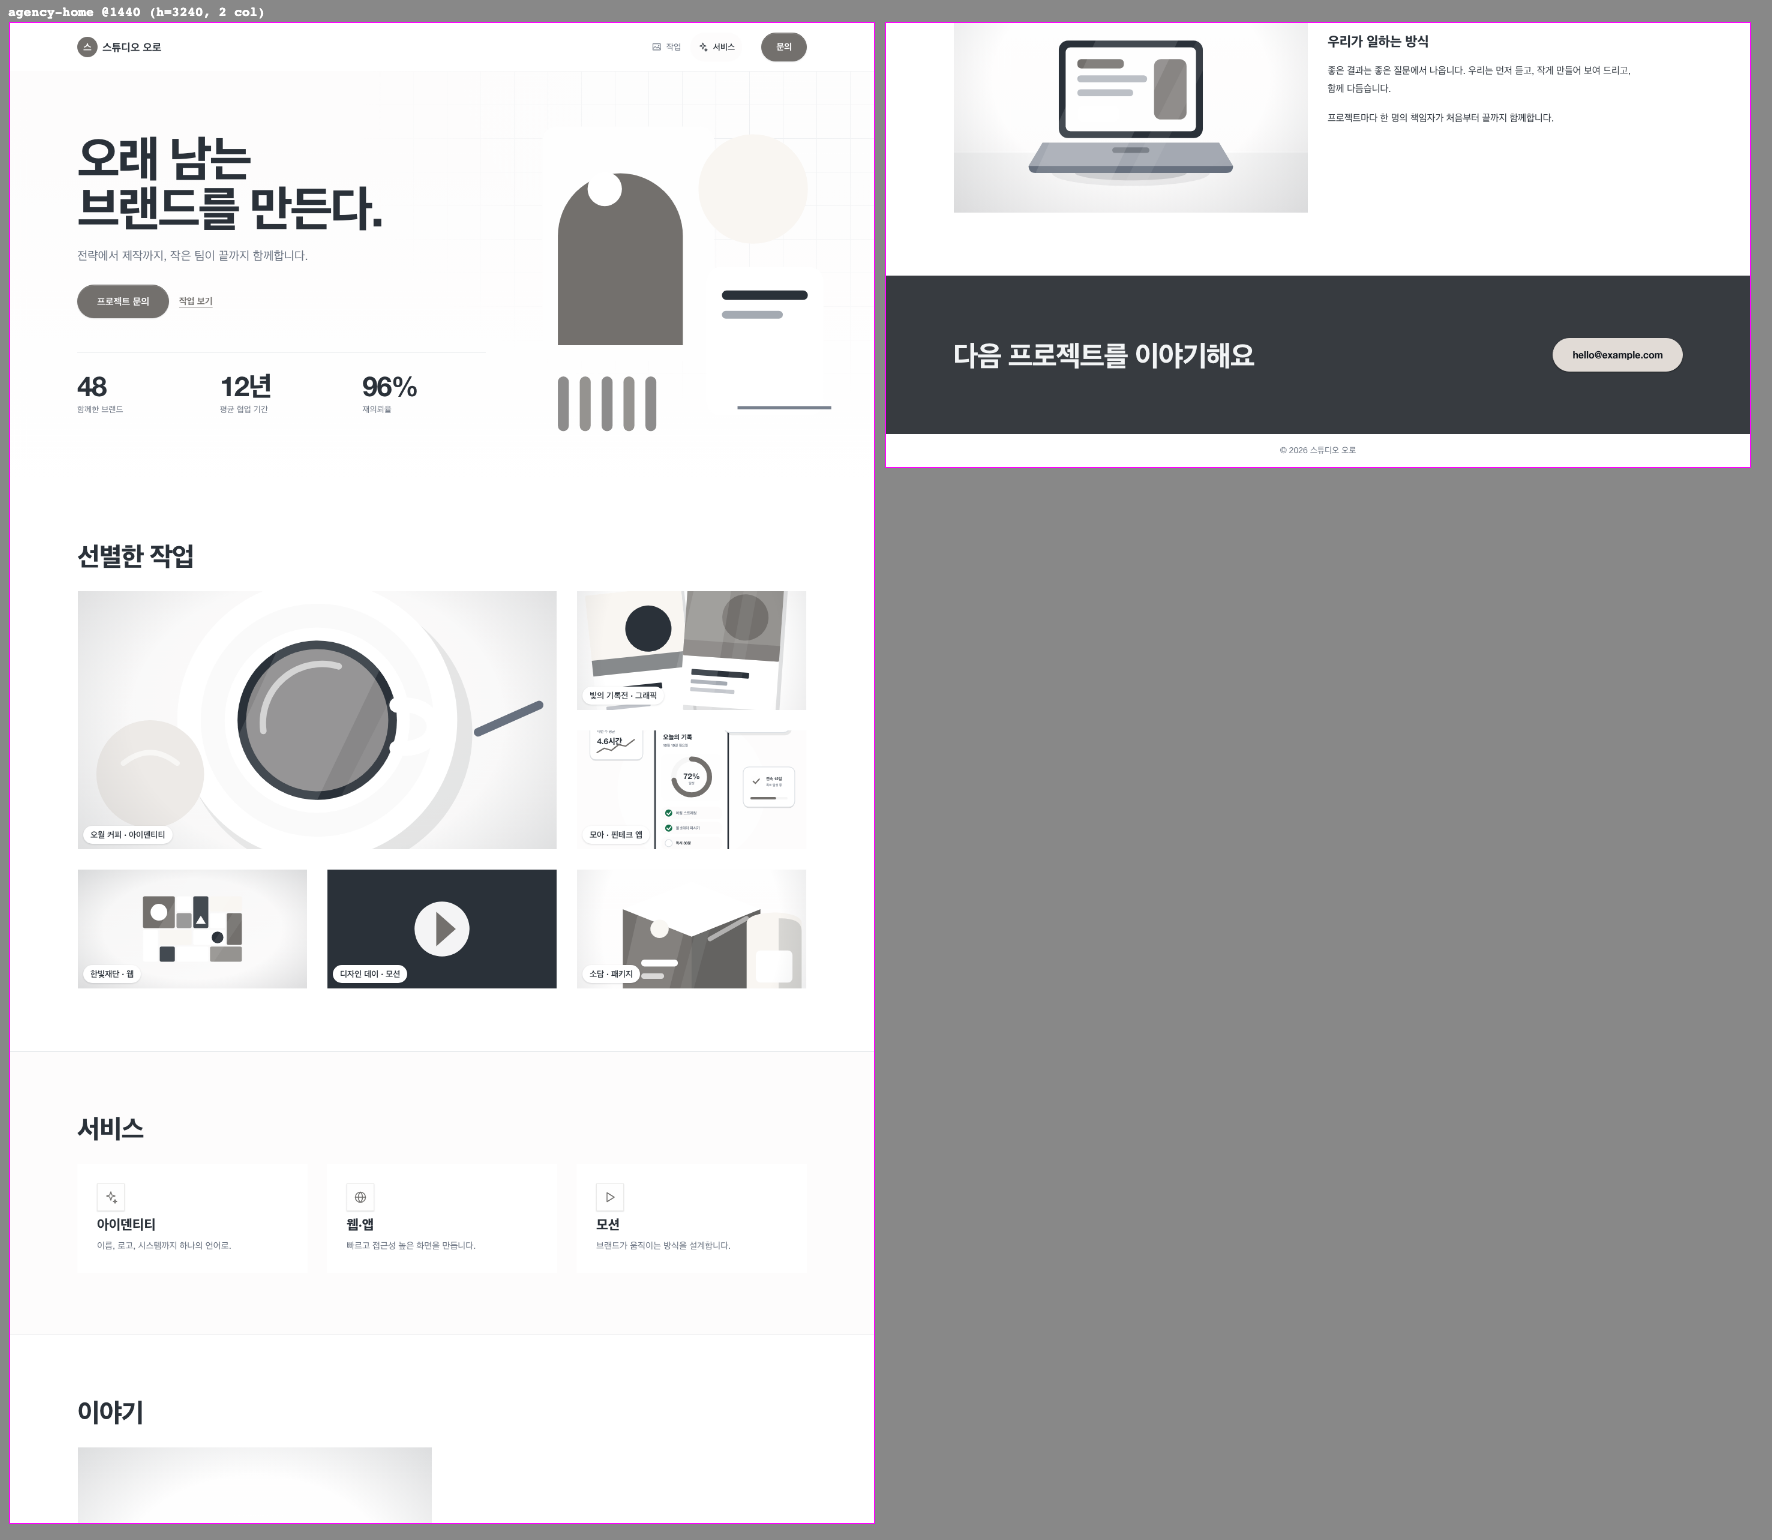 agency-home @1440 (h=3240, 2 col)
스 스튜디오 오로
작업 서비스 문의
오래 남는
브랜드를 만든다.
전략에서 제작까지, 작은 팀이 끝까지 함께합니다.
프로젝트 문의 작업 보기
48 12년 96%
함께한 브랜드 평균 협업 기간 재의뢰율
선별한 작업
빛의 기록전 · 그래픽
4.6시간
오늘의 기록
72%
모아 · 핀테크 앱
오월 커피 · 아이덴티티
한빛재단 · 웹
디자인 데이 · 모션
소담 · 패키지
서비스
아이덴티티
이름, 로고, 시스템까지 하나의 언어로.
웹·앱
빠르고 접근성 높은 화면을 만듭니다.
모션
브랜드가 움직이는 방식을 설계합니다.
이야기
우리가 일하는 방식
좋은 결과는 좋은 질문에서 나옵니다. 우리는 먼저 듣고, 작게 만들어 보여 드리고,
함께 다듬습니다.
프로젝트마다 한 명의 책임자가 처음부터 끝까지 함께합니다.
다음 프로젝트를 이야기해요
hello@example.com
© 2026 스튜디오 오로